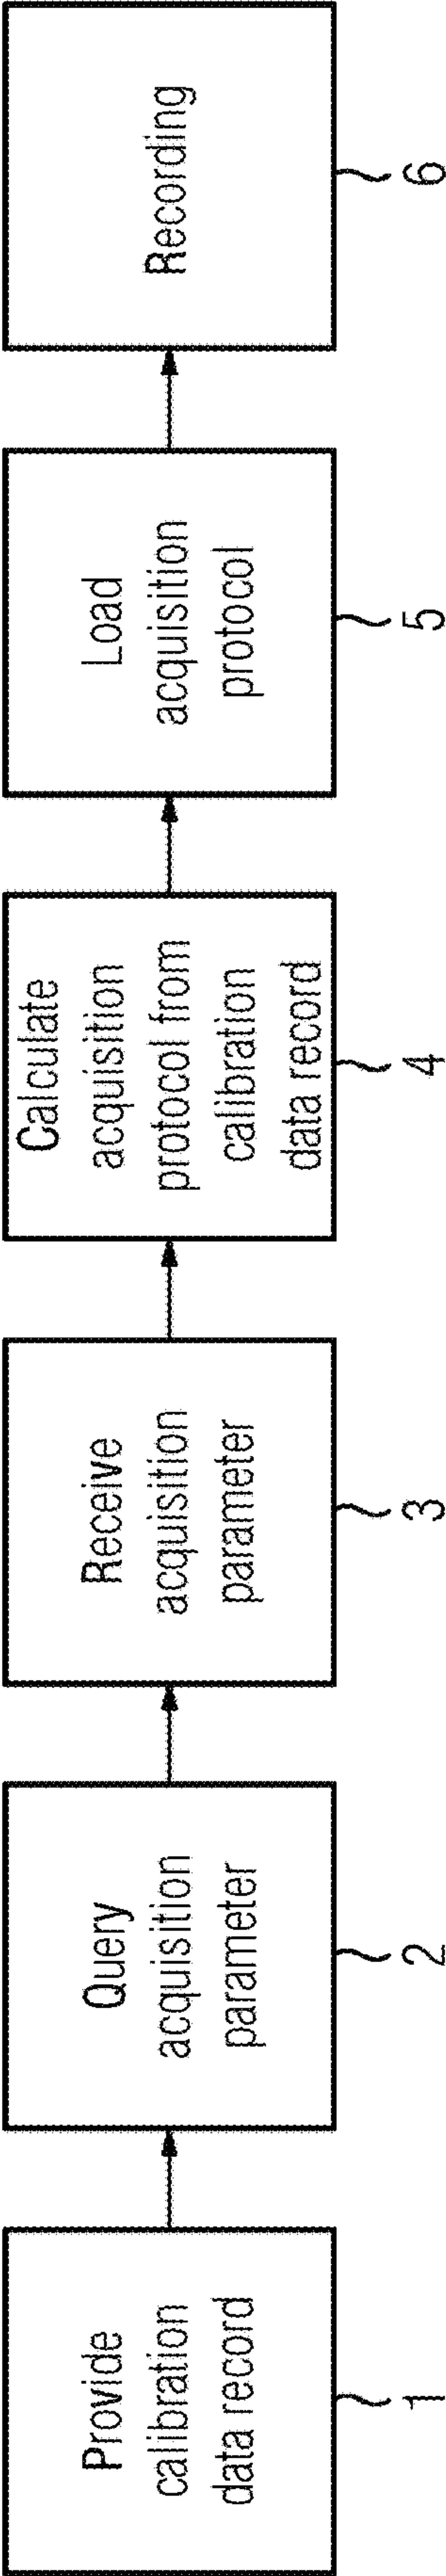 Provide
calibration
data record
1
Query
acquisition
parameter
2
Receive
acquisition
parameter
3
Calculate
acquisition
protocol from
calibration
data record
4
Load
acquisition
protocol
5
Recording
6